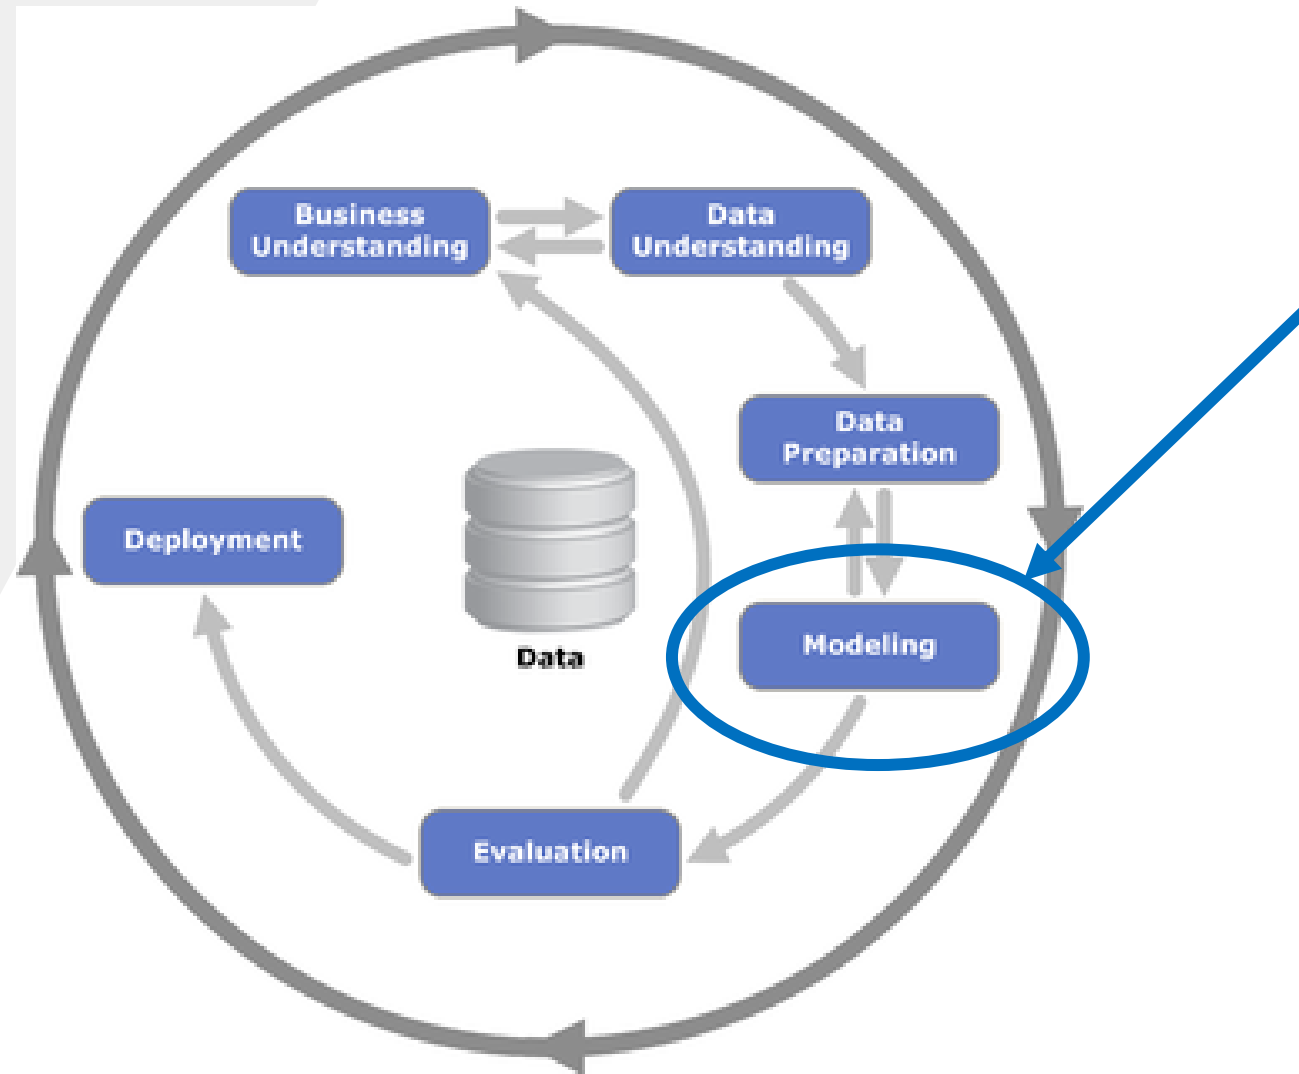 Business
Understanding
Data
Understanding
Data
Preparation
Deployment
Modeling
Data
Evaluation